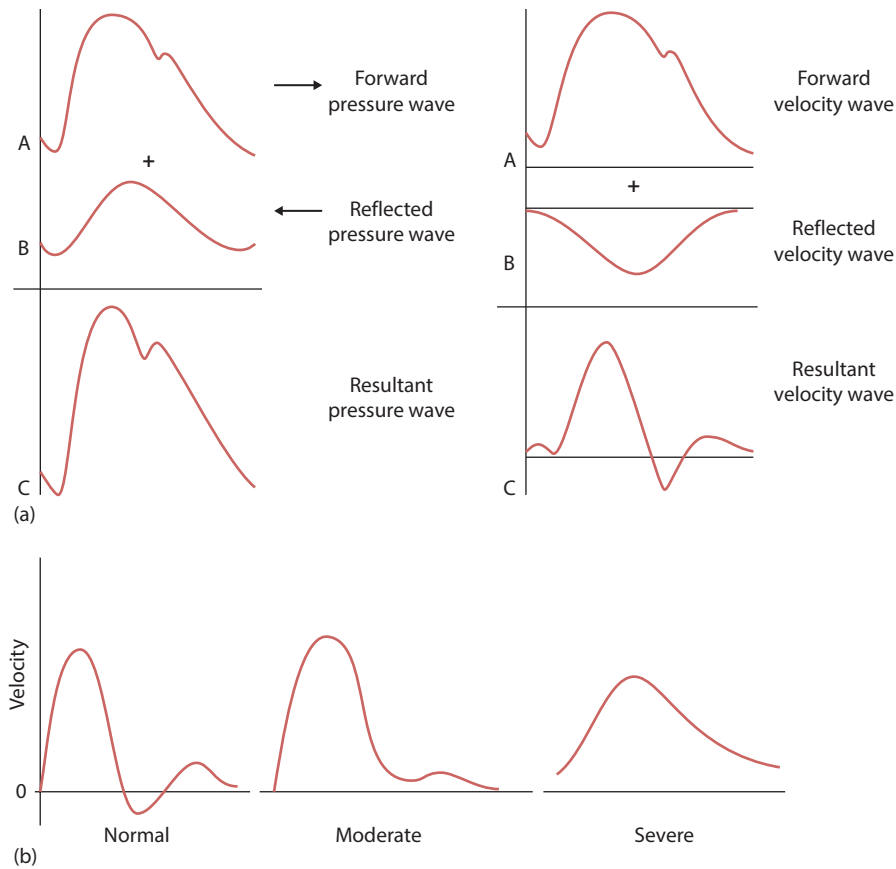 A
+
Forward
pressure wave
B
Reflected
pressure wave
C
Resultant
pressure wave
(a)
A
+
Forward
velocity wave
B
Reflected
velocity wave
C
Resultant
velocity wave
Velocity
0
Normal
Moderate
Severe
(b)